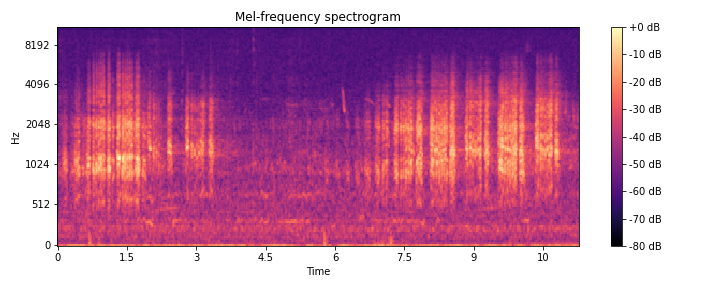 Mel-frequency spectrogram
8192
4096
2048
1024
512
0
Hz
0 1.5 3 4.5 6 7.5 9 10
Time
+0 dB
-10 dB
-20 dB
-30 dB
-40 dB
-50 dB
-60 dB
-70 dB
-80 dB